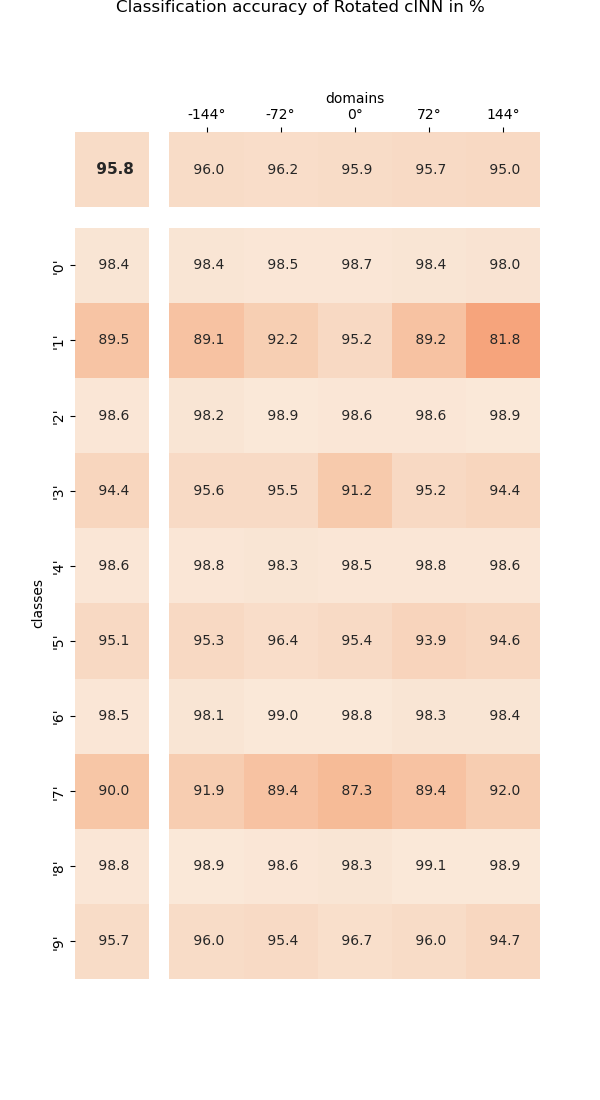 Classification accuracy of Rotated cINN in %
domains
-144° -72° 0° 72° 144°
95.8 96.0 96.2 95.9 95.7 95.0
'0' 98.4 98.4 98.5 98.7 98.4 98.0
'1' 89.5 89.1 92.2 95.2 89.2 81.8
'2' 98.6 98.2 98.9 98.6 98.6 98.9
'3' 94.4 95.6 95.5 91.2 95.2 94.4
'4' 98.6 98.8 98.3 98.5 98.8 98.6
classes
'5' 95.1 95.3 96.4 95.4 93.9 94.6
'6' 98.5 98.1 99.0 98.8 98.3 98.4
'7' 90.0 91.9 89.4 87.3 89.4 92.0
'8' 98.8 98.9 98.6 98.3 99.1 98.9
'9' 95.7 96.0 95.4 96.7 96.0 94.7